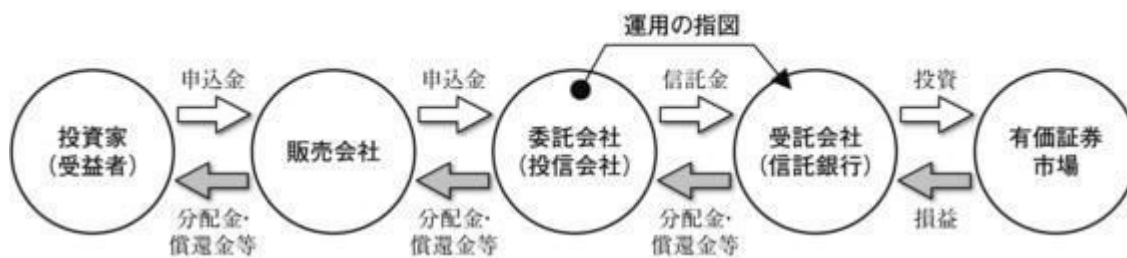 運用の指図
申込金
申込金
信託金
投資
投資家
(受益者)
販売会社
委託会社
(投信会社)
受託会社
(信託銀行)
有価証券
市場
分配金・
償還金等
分配金・
償還金等
分配金・
償還金等
損益